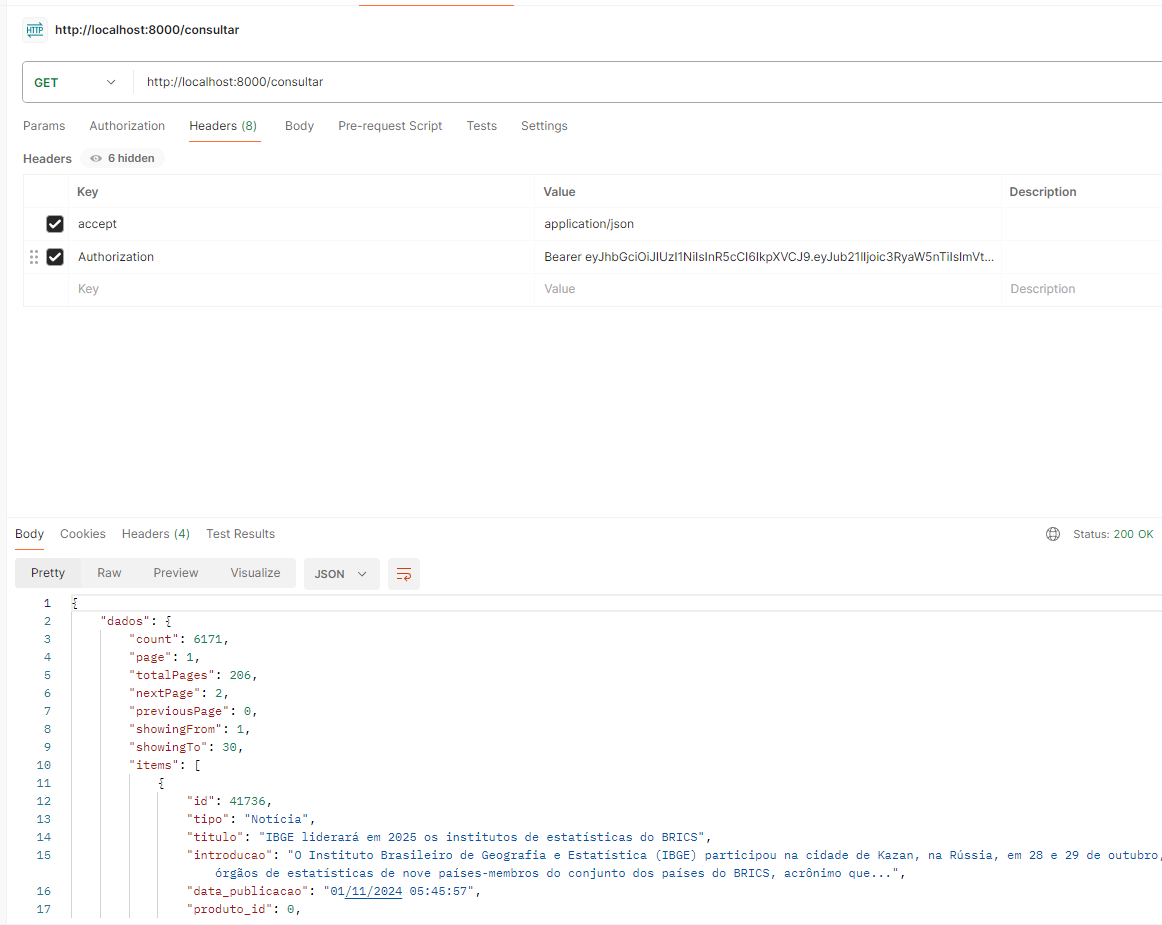 HTTP http://localhost:8000/consultar
GET http://localhost:8000/consultar
Params Authorization Headers (8) Body Pre-request Script Tests Settings
Headers 6 hidden
Key Value Description
accept application/json
Authorization Bearer eyJhbGciOiJIUzI1NiIsInR5cCI6IkpXVCJ9.eyJub21lIjoic3RyaW5nTiIsImVt...
Key Value Description
Body Cookies Headers (4) Test Results Status: 200 OK
Pretty Raw Preview Visualize JSON
1 {
2 "dados": {
3 "count": 6171,
4 "page": 1,
5 "totalPages": 206,
6 "nextPage": 2,
7 "previousPage": 0,
8 "showingFrom": 1,
9 "showingTo": 30,
10 "items": [
11 {
12 "id": 41736,
13 "tipo": "Notícia",
14 "titulo": "IBGE liderará em 2025 os institutos de estatísticas do BRICS",
15 "introducao": "O Instituto Brasileiro de Geografia e Estatística (IBGE) participou na cidade de Kazan, na Rússia, em 28 e 29 de outubro,
órgãos de estatísticas de nove países-membros do conjunto dos países do BRICS, acrônimo que...",
16 "data_publicacao": "01/11/2024 05:45:57",
17 "produto_id": 0,